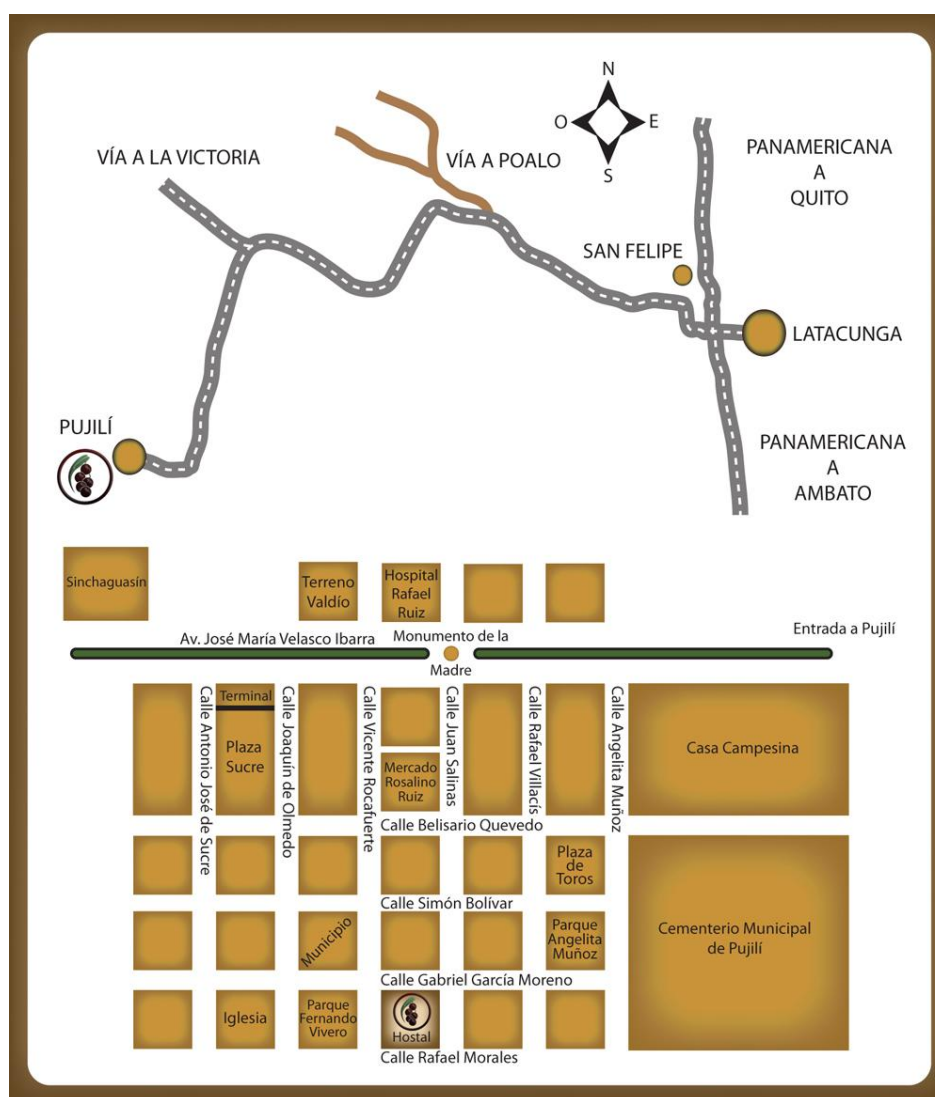 N
O
E
S
VÍA A LA VICTORIA
VÍA A POALO
PANAMERICANA
A
QUITO
SAN FELIPE
LATACUNGA
PUJILÍ
PANAMERICANA
A
AMBATO
Sinchaguasín
Terreno
Valdío
Hospital
Rafael
Ruiz
Av. José María Velasco Ibarra
Monumento de la
Madre
Entrada a Pujilí
Calle Antonio José de Sucre
Terminal
Plaza
Sucre
Calle Joaquín de Olmedo
Calle Vicente Rocafuerte
Mercado
Rosalino
Ruiz
Calle Juan Salinas
Calle Rafael Villacís
Calle Angelita Muñoz
Casa Campesina
Calle Belisario Quevedo
Plaza
de
Toros
Calle Simón Bolívar
Municipio
Parque
Angelita
Muñoz
Cementerio Municipal
de Pujilí
Calle Gabriel García Moreno
Iglesia
Parque
Fernando
Vivero
Hostal
Calle Rafael Morales